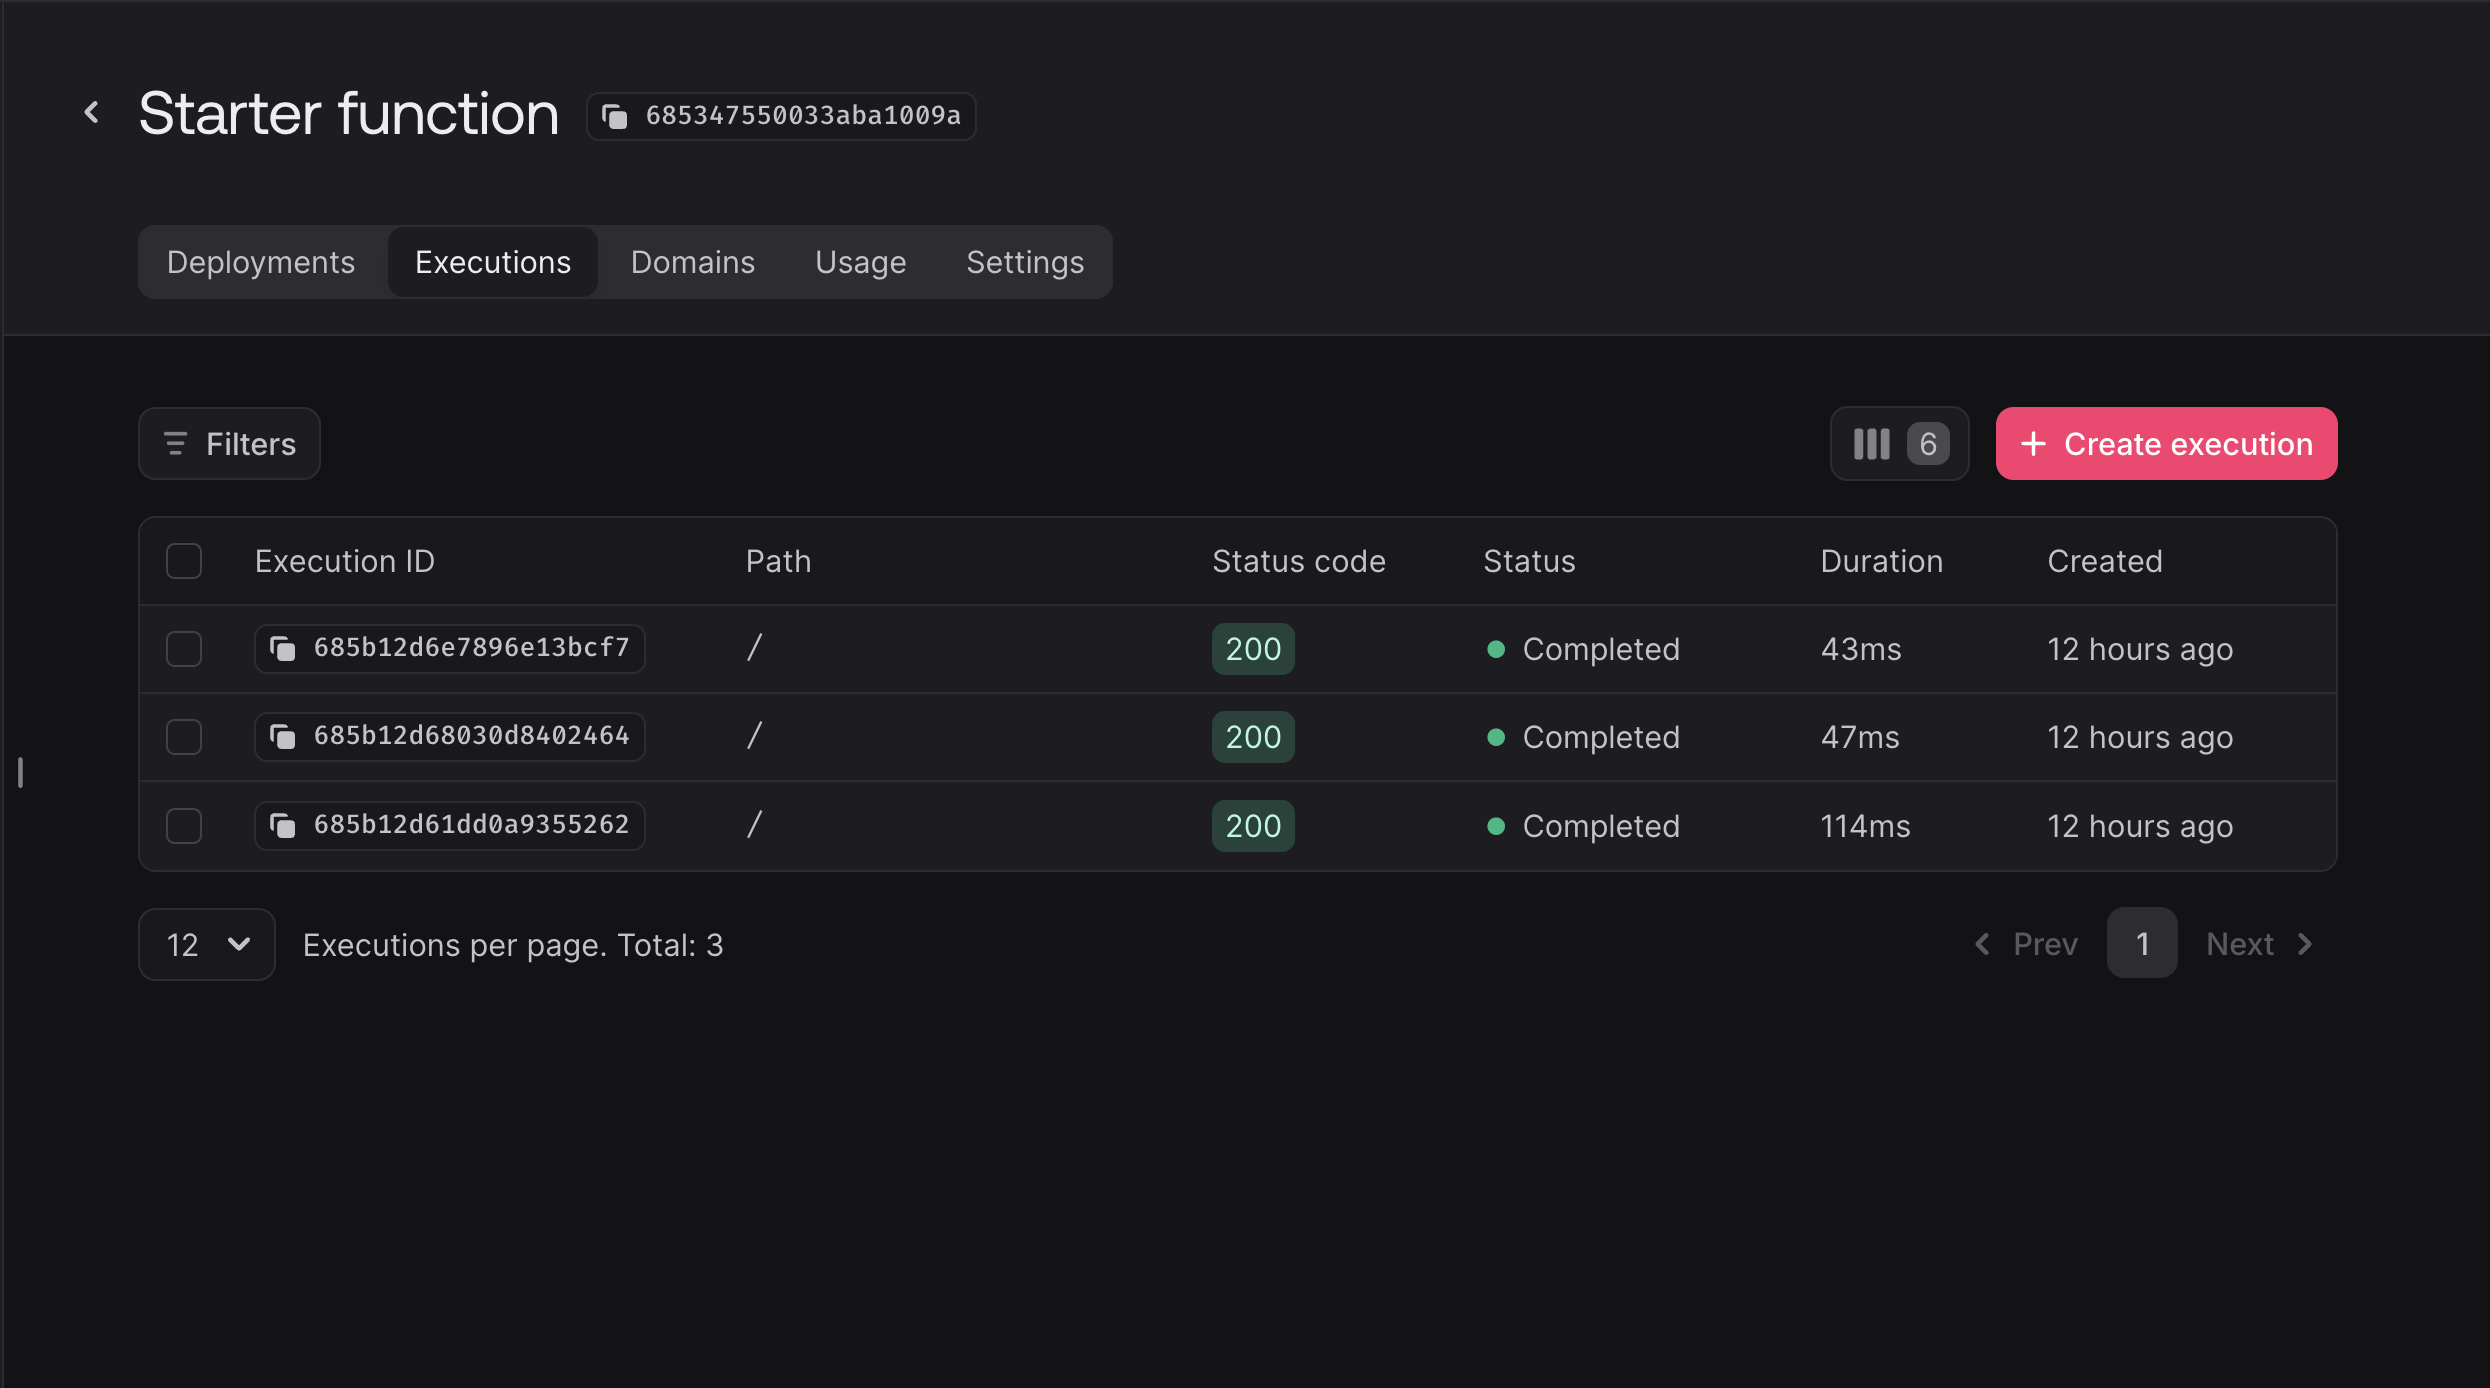 Starter function 685347550033aba1009a
Deployments Executions Domains Usage Settings
Filters 6 + Create execution
Execution ID Path Status code Status Duration Created
685b12d6e7896e13bcf7 / 200 Completed 43ms 12 hours ago
685b12d68030d8402464 / 200 Completed 47ms 12 hours ago
685b12d61dd0a9355262 / 200 Completed 114ms 12 hours ago
12 Executions per page. Total: 3 Prev 1 Next